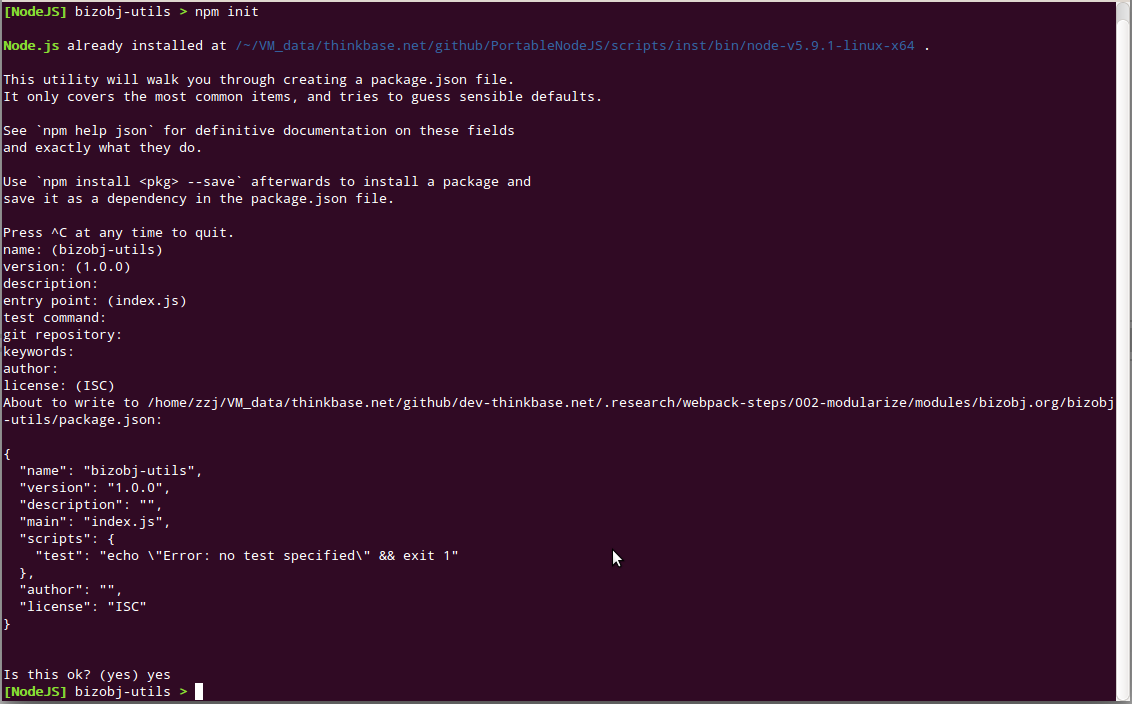 [NodeJS] bizobj-utils > npm init
Node.js already installed at /~/VM_data/thinkbase.net/github/PortableNodeJS/scripts/inst/bin/node-v5.9.1-linux-x64 .
This utility will walk you through creating a package.json file.
It only covers the most common items, and tries to guess sensible defaults.
See `npm help json` for definitive documentation on these fields
and exactly what they do.
Use `npm install <pkg> --save` afterwards to install a package and
save it as a dependency in the package.json file.
Press ^C at any time to quit.
name: (bizobj-utils)
version: (1.0.0)
description:
entry point: (index.js)
test command:
git repository:
keywords:
author:
license: (ISC)
About to write to /home/zzj/VM_data/thinkbase.net/github/dev-thinkbase.net/.research/webpack-steps/002-modularize/modules/bizobj.org/bizobj
-utils/package.json:
{
  "name": "bizobj-utils",
  "version": "1.0.0",
  "description": "",
  "main": "index.js",
  "scripts": {
    "test": "echo \"Error: no test specified\" && exit 1"
  },
  "author": "",
  "license": "ISC"
}
Is this ok? (yes) yes
[NodeJS] bizobj-utils >